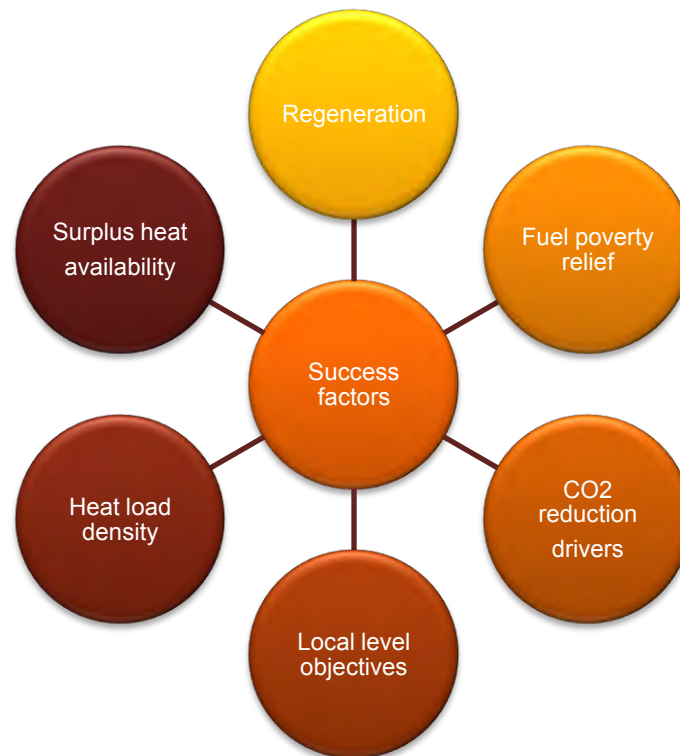 Regeneration
Fuel poverty
relief
CO2
reduction
drivers
Local level
objectives
Heat load
density
Surplus heat
availability
Success
factors